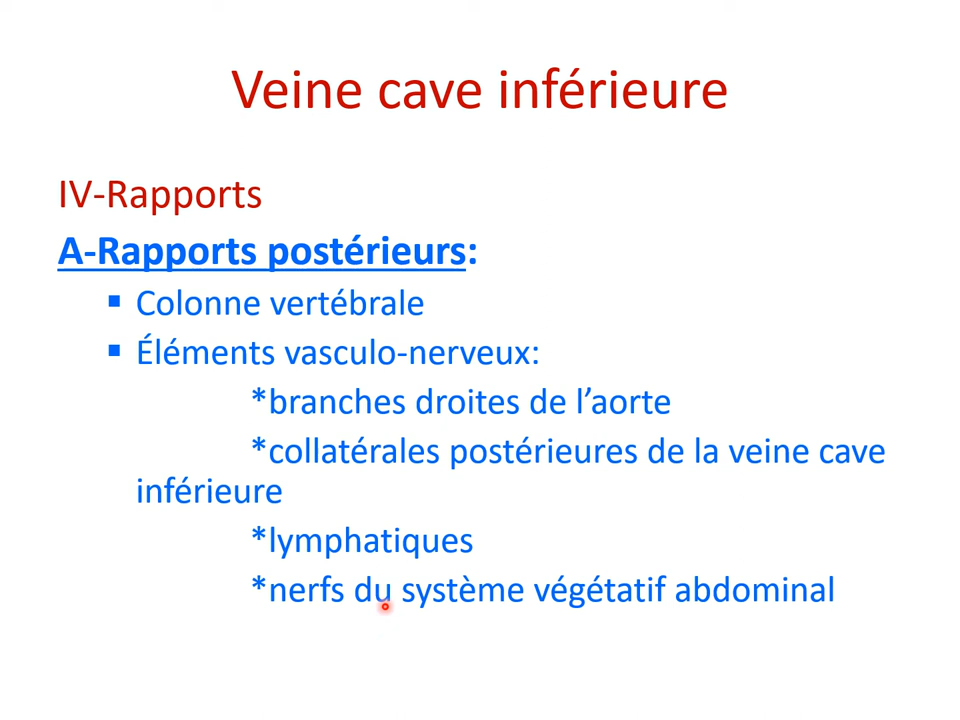 Veine cave inférieure
IV-Rapports
A-Rapports postérieurs:
▪ Colonne vertébrale
▪ Éléments vasculo-nerveux:
*branches droites de l’aorte
*collatérales postérieures de la veine cave
inférieure
*lymphatiques
*nerfs du système végétatif abdominal